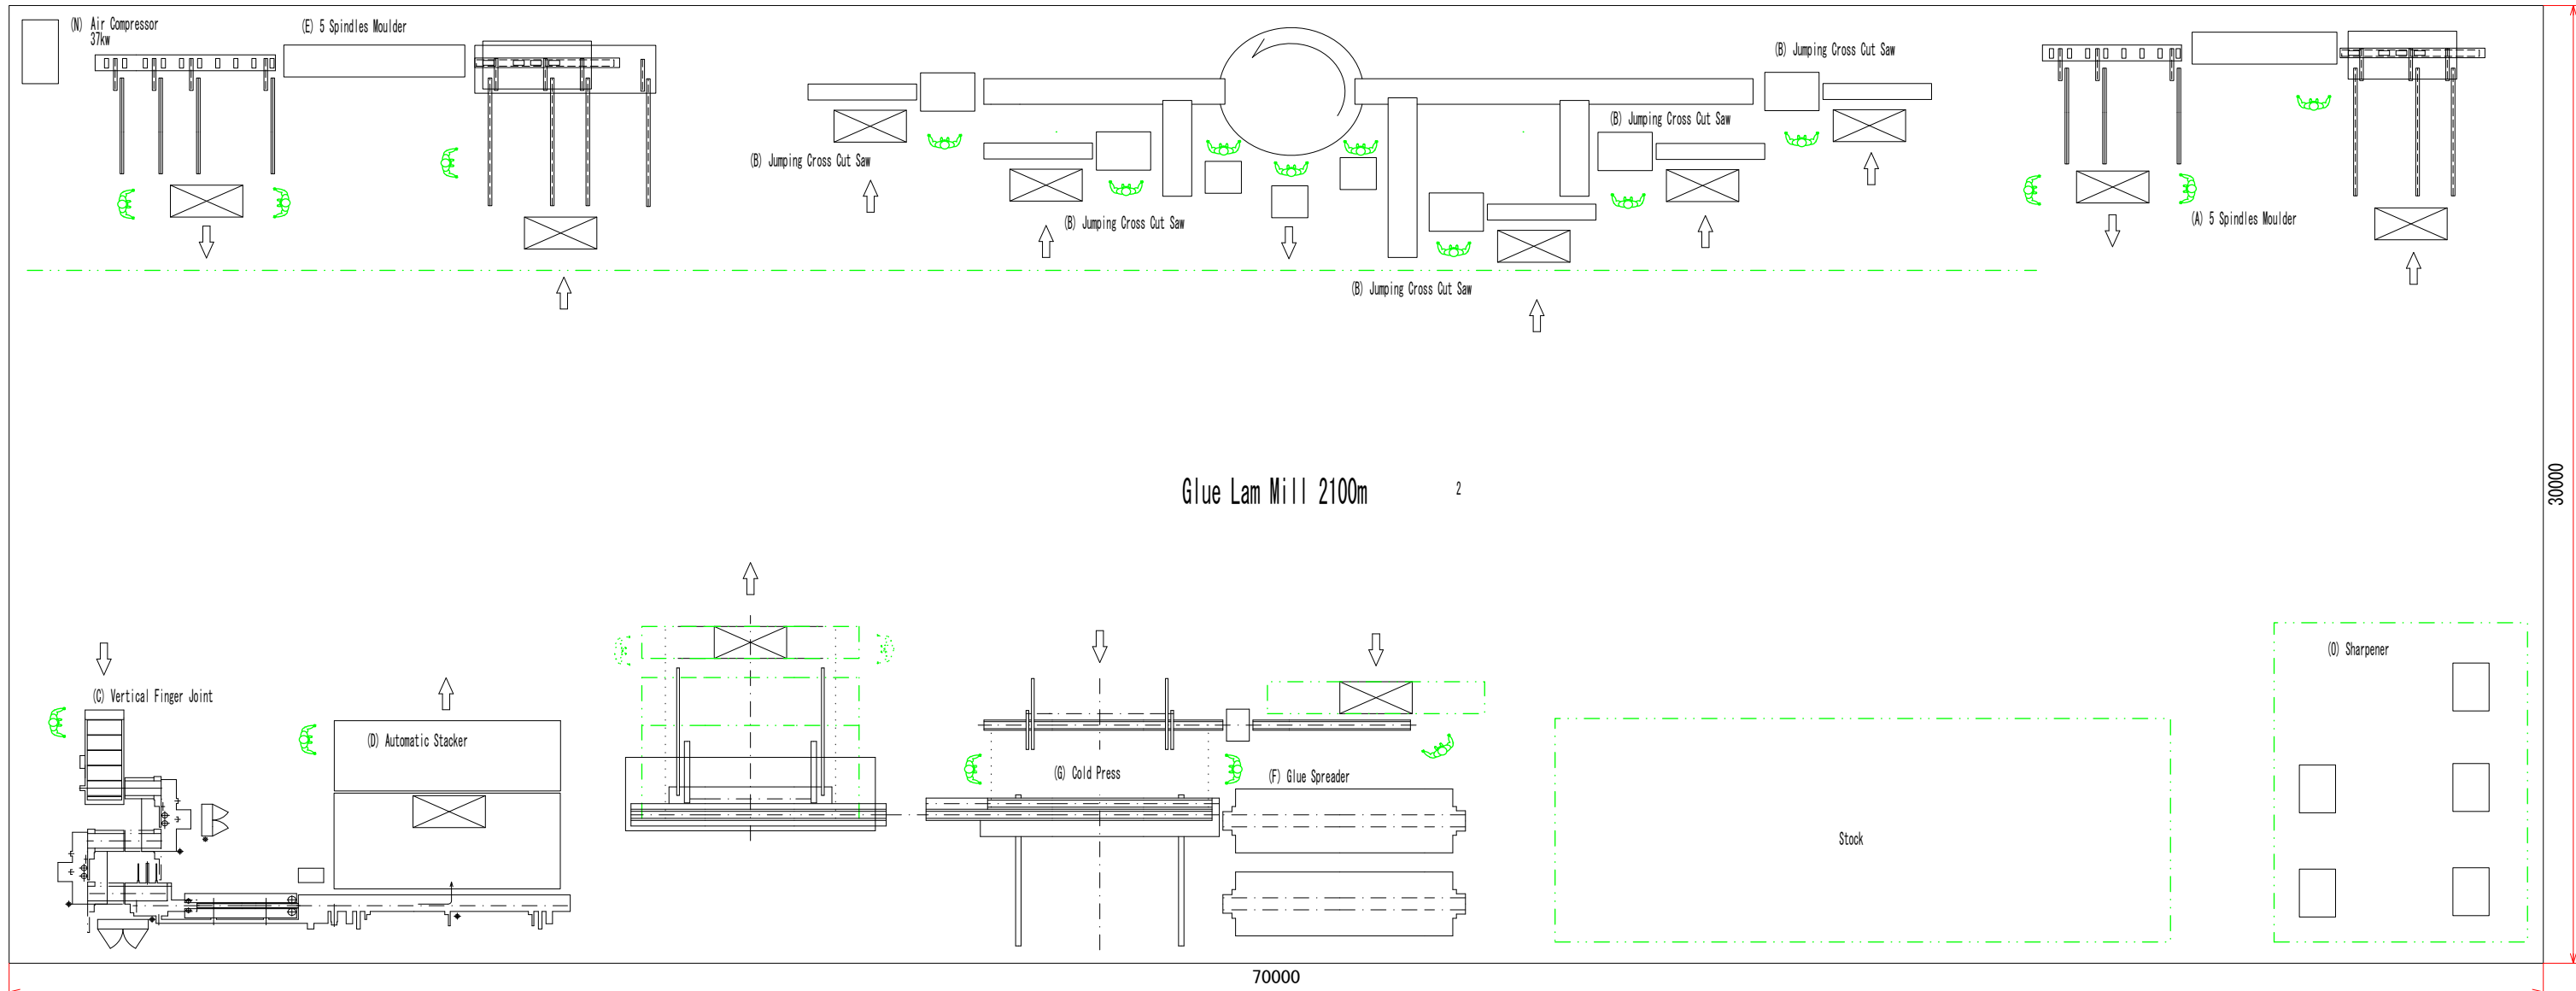 (N) Air Compressor
37kw
(E) 5 Spindles Moulder
(B) Jumping Cross Cut Saw
(B) Jumping Cross Cut Saw
(B) Jumping Cross Cut Saw
(B) Jumping Cross Cut Saw
(A) 5 Spindles Moulder
(B) Jumping Cross Cut Saw
Glue Lam Mill 2100m 2
30000
(O) Sharpener
(C) Vertical Finger Joint
(D) Automatic Stacker
(G) Cold Press
(F) Glue Spreader
Stock
70000